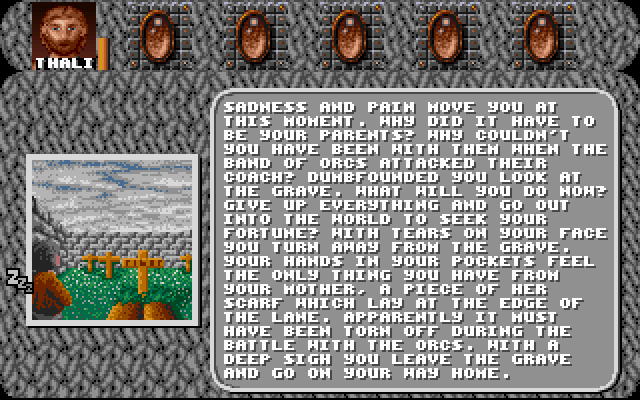 THALI
SADNESS AND PAIN MOVE YOU AT
THIS MOMENT. WHY DID IT HAVE TO
BE YOUR PARENTS? WHY COULDN'T
YOU HAVE BEEN WITH THEM WHEN THE
BAND OF ORCS ATTACKED THEIR
COACH? DUMBFOUNDED YOU LOOK AT
THE GRAVE. WHAT WILL YOU DO NOW?
GIVE UP EVERYTHING AND GO OUT
INTO THE WORLD TO SEEK YOUR
FORTUNE? WITH TEARS ON YOUR FACE
YOU TURN AWAY FROM THE GRAVE.
YOUR HANDS IN YOUR POCKETS FEEL
THE ONLY THING YOU HAVE FROM
YOUR MOTHER, A PIECE OF HER
SCARF WHICH LAY AT THE EDGE OF
THE LANE. APPARENTLY IT MUST
HAVE BEEN TORN OFF DURING THE
BATTLE WITH THE ORCS. WITH A
DEEP SIGH YOU LEAVE THE GRAVE
AND GO ON YOUR WAY HOME.
ZZZ